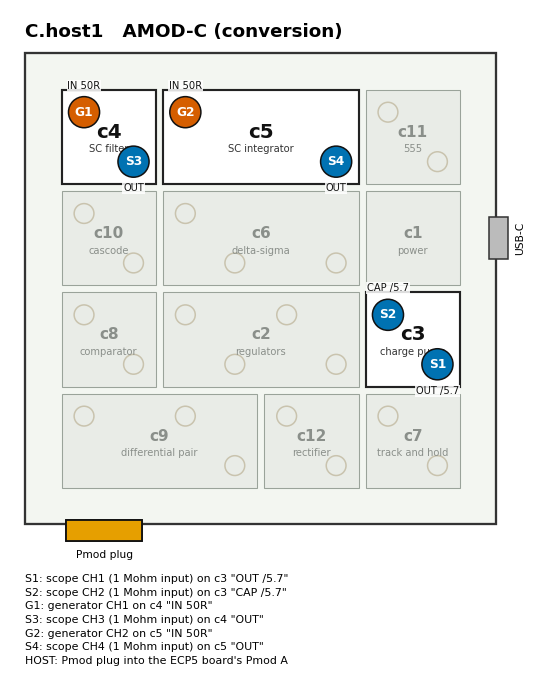 C.host1 AMOD-C (conversion)
IN 50R
IN 50R
G1
G2
c4
c5
c11
SC filter
SC integrator
555
S3
S4
OUT
OUT
c10
c6
c1
cascode
delta-sigma
power
USB-C
CAP /5.7
S2
c8
c2
c3
comparator
regulators
charge pu
S1
OUT /5.7
c9
c12
c7
differential pair
rectifier
track and hold
Pmod plug
S1: scope CH1 (1 Mohm input) on c3 "OUT /5.7"
S2: scope CH2 (1 Mohm input) on c3 "CAP /5.7"
G1: generator CH1 on c4 "IN 50R"
S3: scope CH3 (1 Mohm input) on c4 "OUT"
G2: generator CH2 on c5 "IN 50R"
S4: scope CH4 (1 Mohm input) on c5 "OUT"
HOST: Pmod plug into the ECP5 board's Pmod A